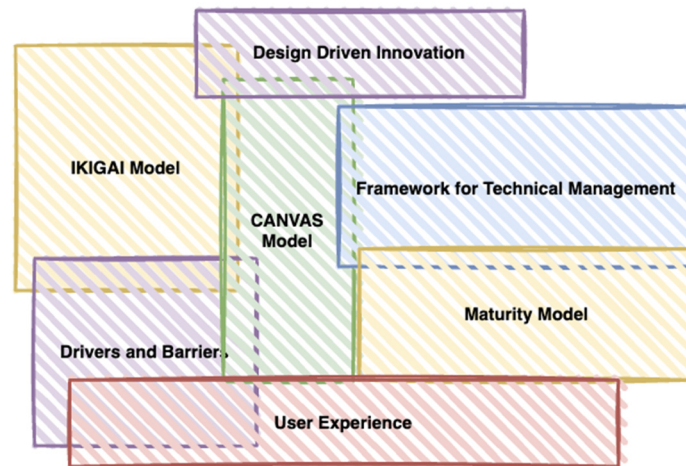 Design Driven Innovation
IKIGAI Model
Framework for Technical Management
CANVAS
Model
Maturity Model
Drivers and Barriers
User Experience